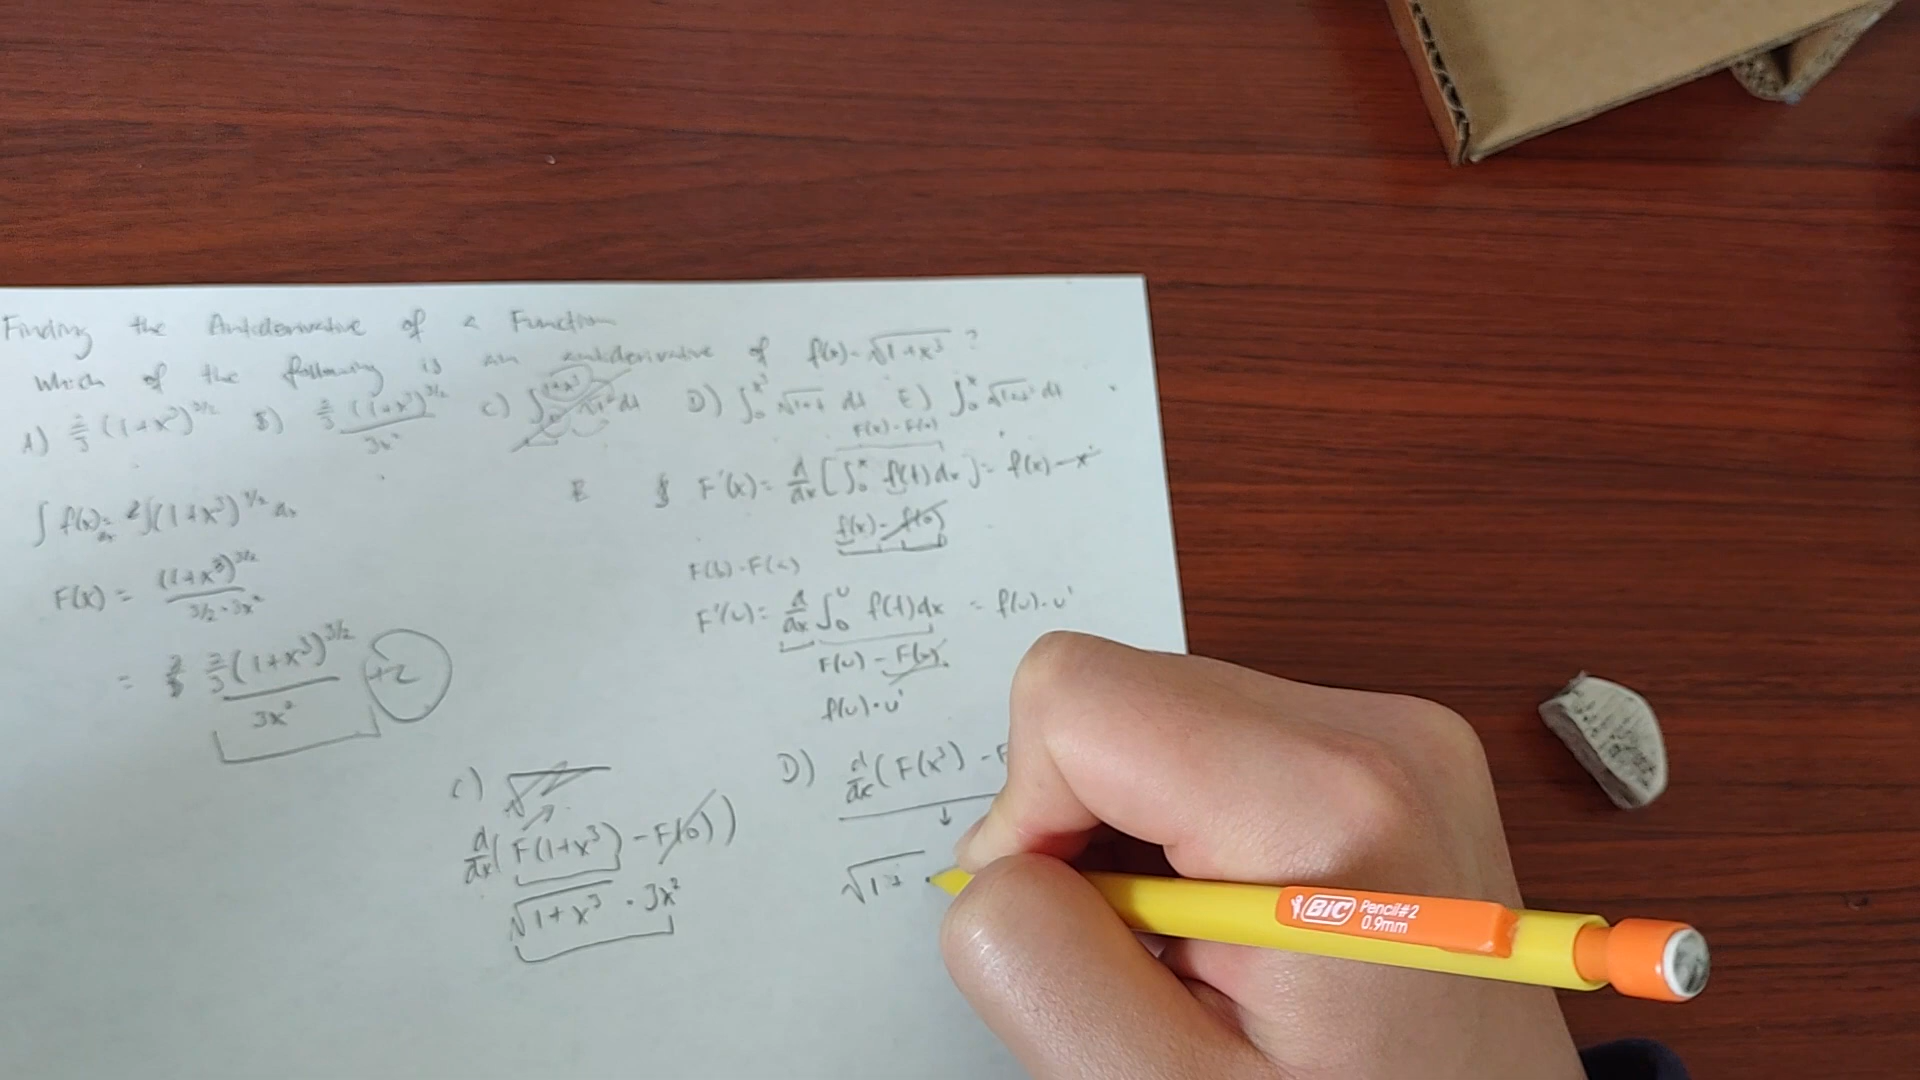 Finding the Antiderivative of a Function
Which of the following is an antiderivative of f(x) = √(1+x³) ?
A) 2/3 (1+x³)^(3/2) B) 2/3 (1+x³)^(3/2) / 3x² C) ∫₀^(1+x³) √t dt D) ∫₀^(x³) √(1+t) dt E) ∫₀^x √(1+t³) dt
F(x) - F(0)
∫ f(x) dx = ∫(1+x³)^(1/2) dx
E F'(x) = d/dx [∫₀^x f(t) dx] = f(x)
f(x) - f(0)
F(x) = (1+x³)^(3/2) / 3/2 · 3x²
F(b) - F(a)
F'(u) = d/dx ∫₀^u f(t) dx = f(u) · u'
= 2/3 (1+x³)^(3/2) / 3x²
F(u) - F(0)
f(u) · u'
C)
d/dx (F(1+x³) - F(0))
√(1+x³) · 3x²
D) d/dx (F(x³) - F
√(1+
BIC Pencil #2
0.9mm